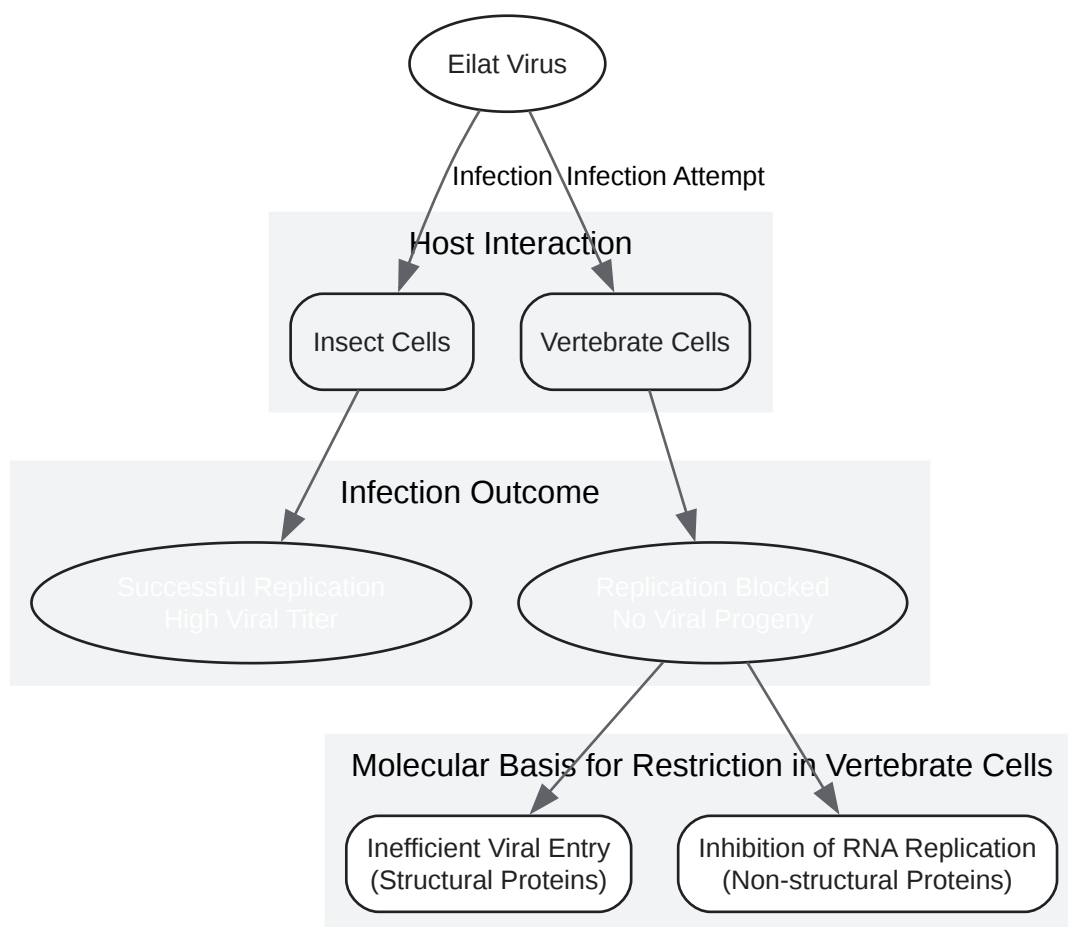 Eilat Virus
Infection
Infection Attempt
Host Interaction
Insect Cells
Vertebrate Cells
Infection Outcome
Successful Replication
High Viral Titer
Replication Blocked
No Viral Progeny
Molecular Basis for Restriction in Vertebrate Cells
Inefficient Viral Entry
(Structural Proteins)
Inhibition of RNA Replication
(Non-structural Proteins)